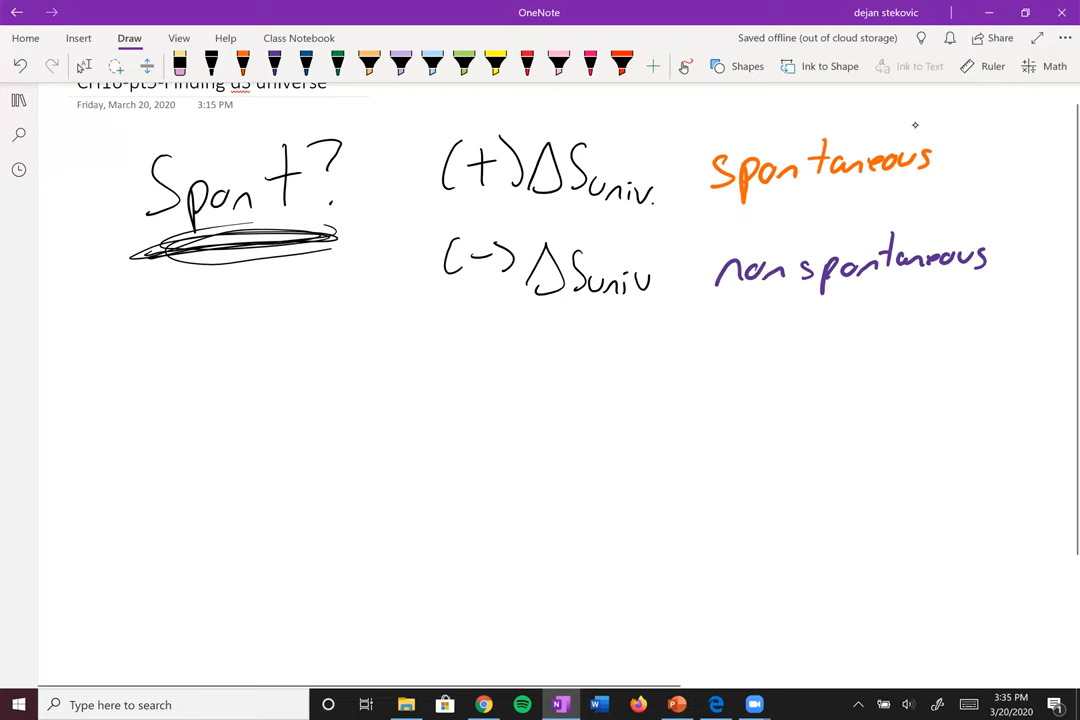 OneNote
dejan stekovic
Home Insert Draw View Help Class Notebook
Saved offline (out of cloud storage) Share
Shapes Ink to Shape Ink to Text Ruler Math
universe
Friday, March 20, 2020 3:15 PM
Spont? (+) ΔSuniv. spontaneous
(-) ΔSuniv nonspontaneous
Type here to search
3:35 PM
3/20/2020
1